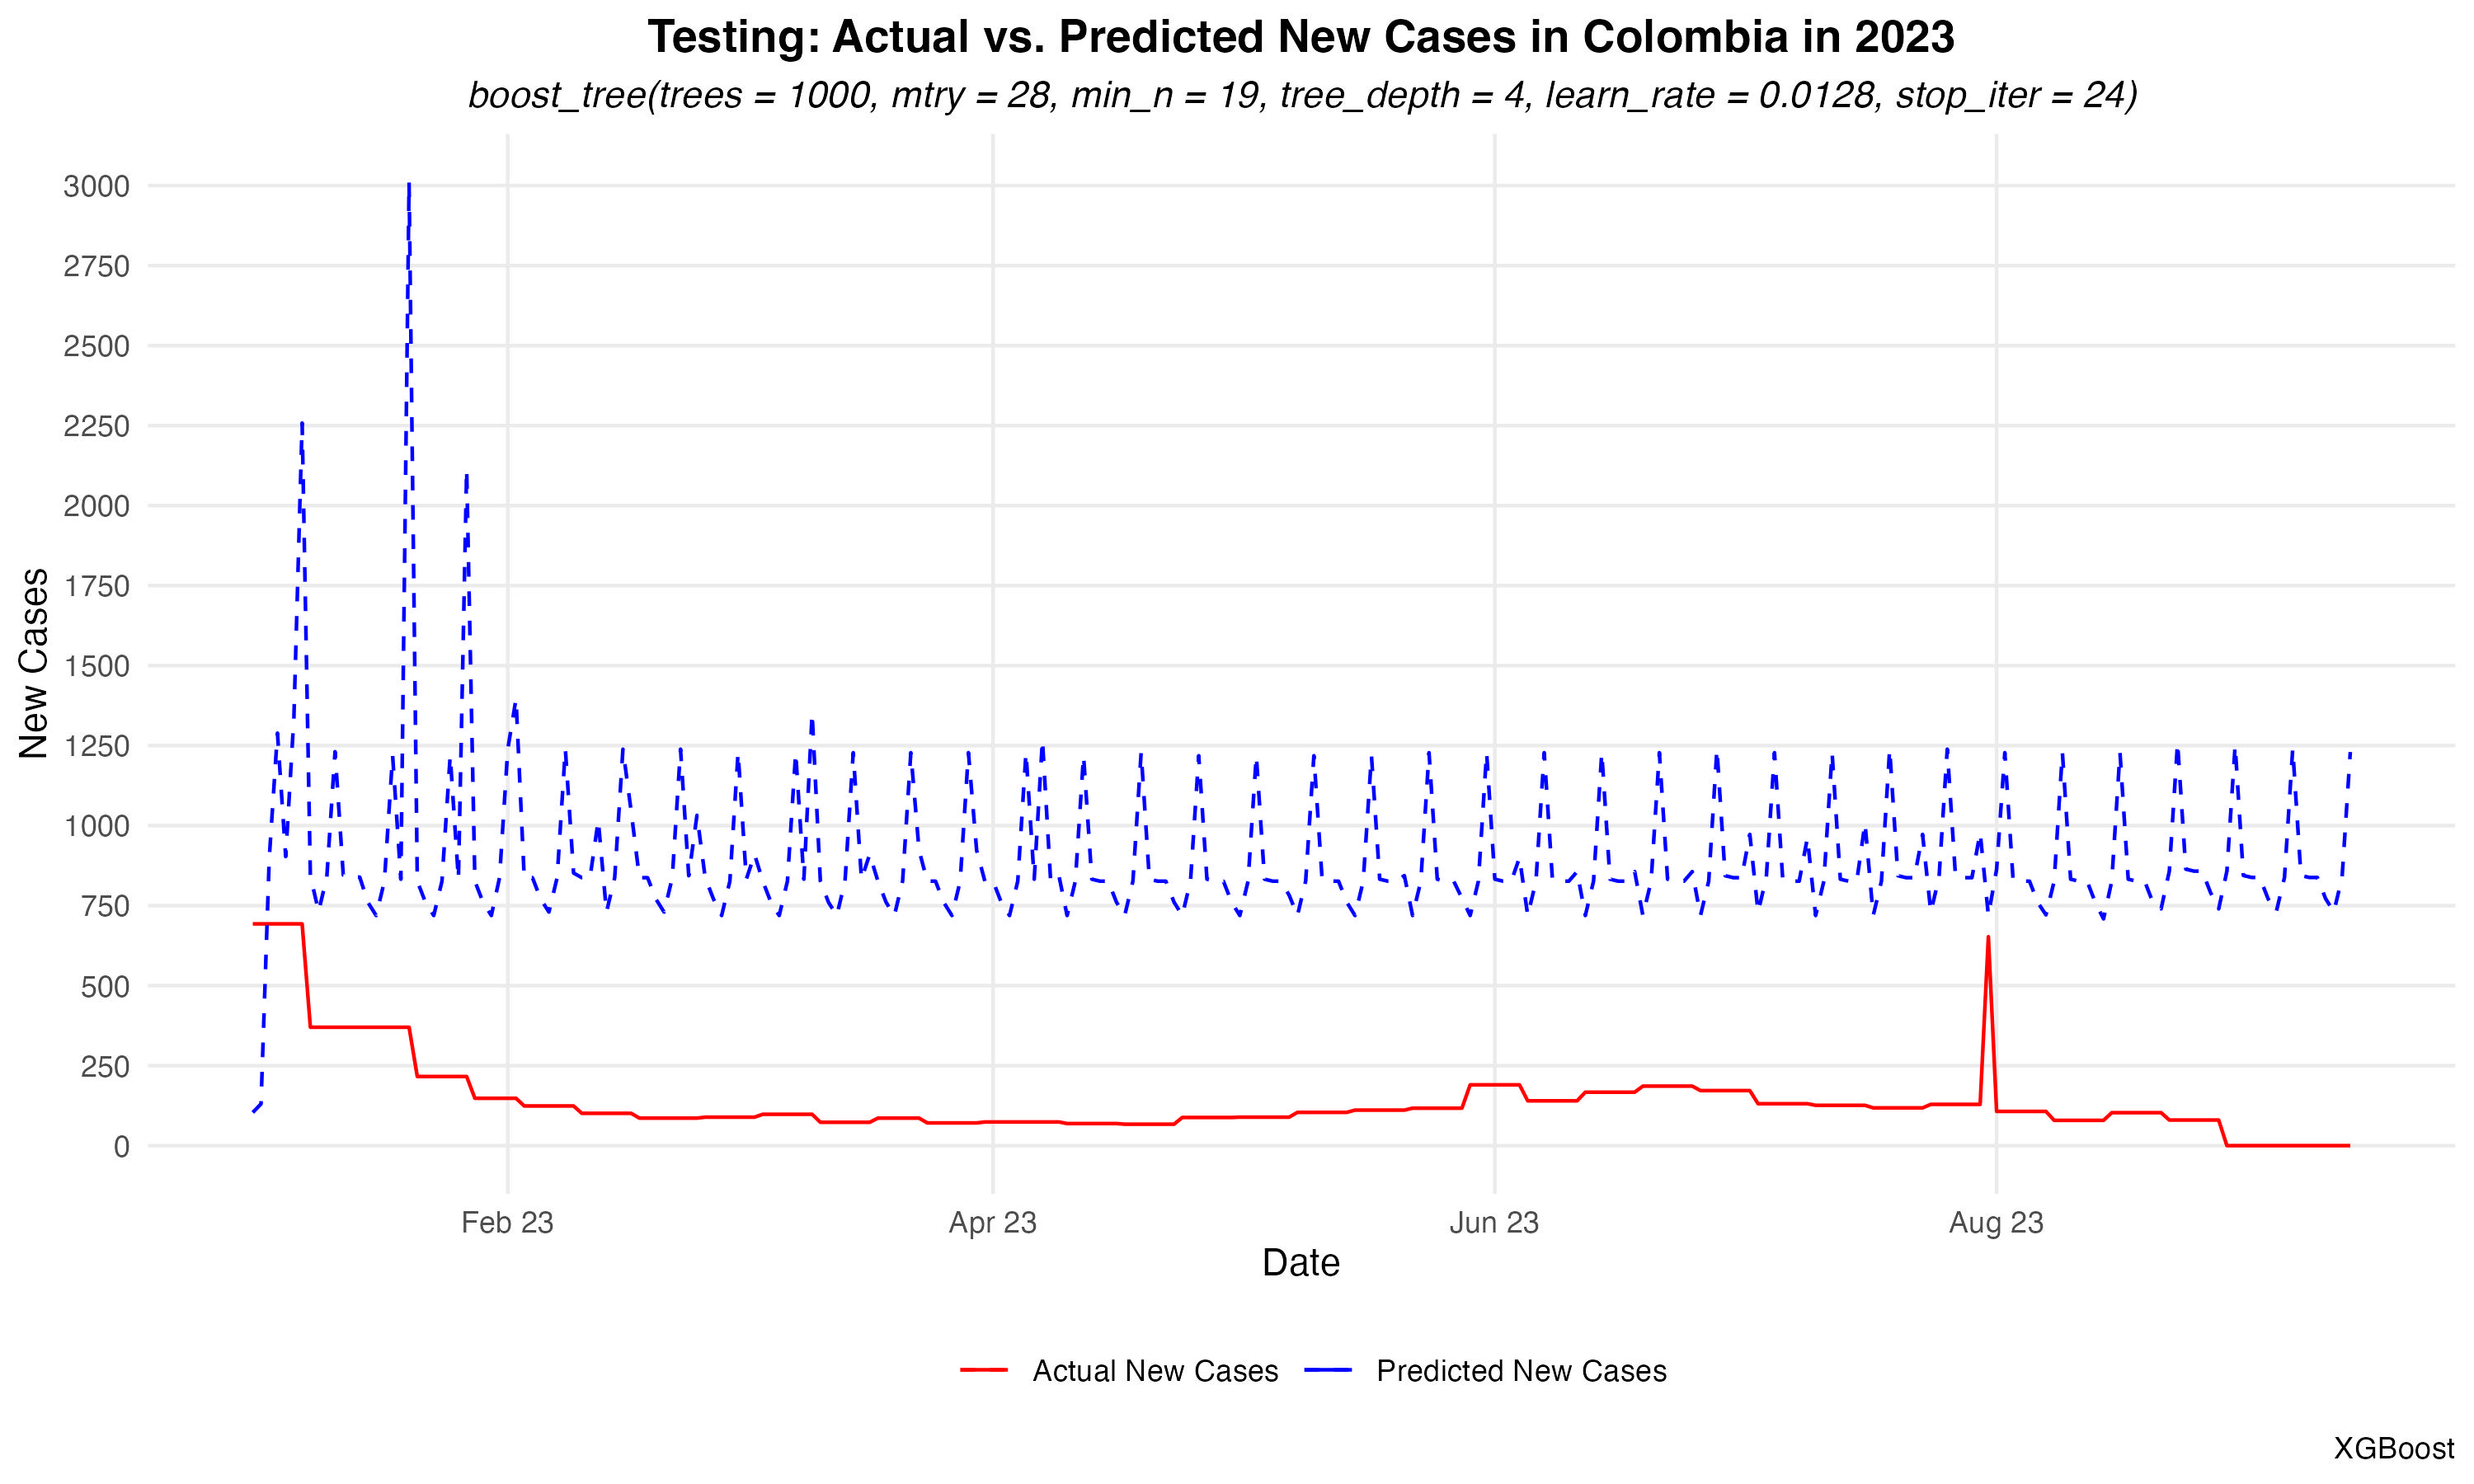 Testing: Actual vs. Predicted New Cases in Colombia in 2023
boost_tree(trees = 1000, mtry = 28, min_n = 19, tree_depth = 4, learn_rate = 0.0128, stop_iter = 24)
New Cases
3000
2750
2500
2250
2000
1750
1500
1250
1000
750
500
250
0
Feb 23 Apr 23 Jun 23 Aug 23
Date
Actual New Cases Predicted New Cases
XGBoost